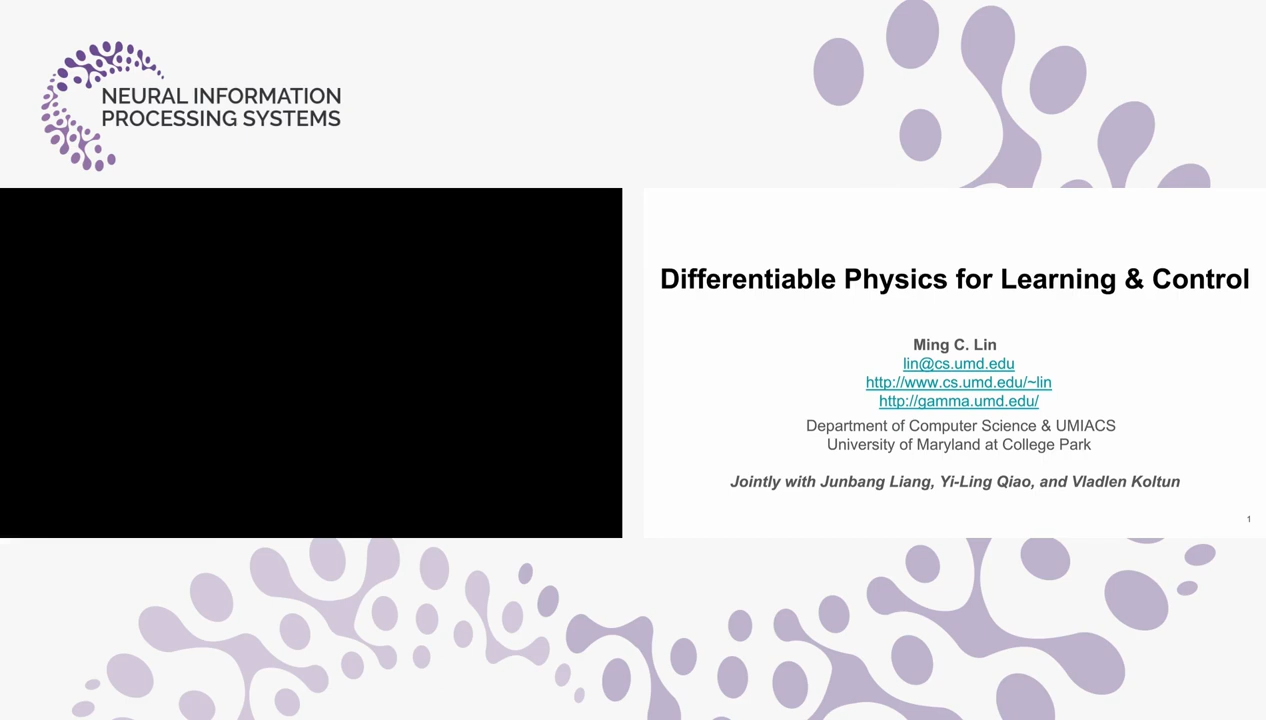 NEURAL INFORMATION
PROCESSING SYSTEMS
Differentiable Physics for Learning & Control
Ming C. Lin
lin@cs.umd.edu
http://www.cs.umd.edu/~lin
http://gamma.umd.edu/
Department of Computer Science & UMIACS
University of Maryland at College Park
Jointly with Junbang Liang, Yi-Ling Qiao, and Vladlen Koltun
1